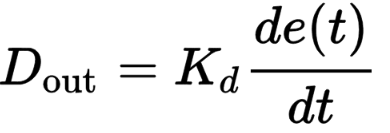 D_out = K_d de(t)/dt